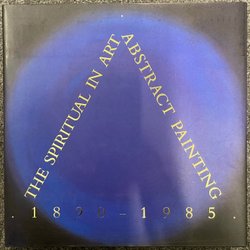 THE SPIRITUAL IN ART
ABSTRACT PAINTING
. 1890 – 1985 .